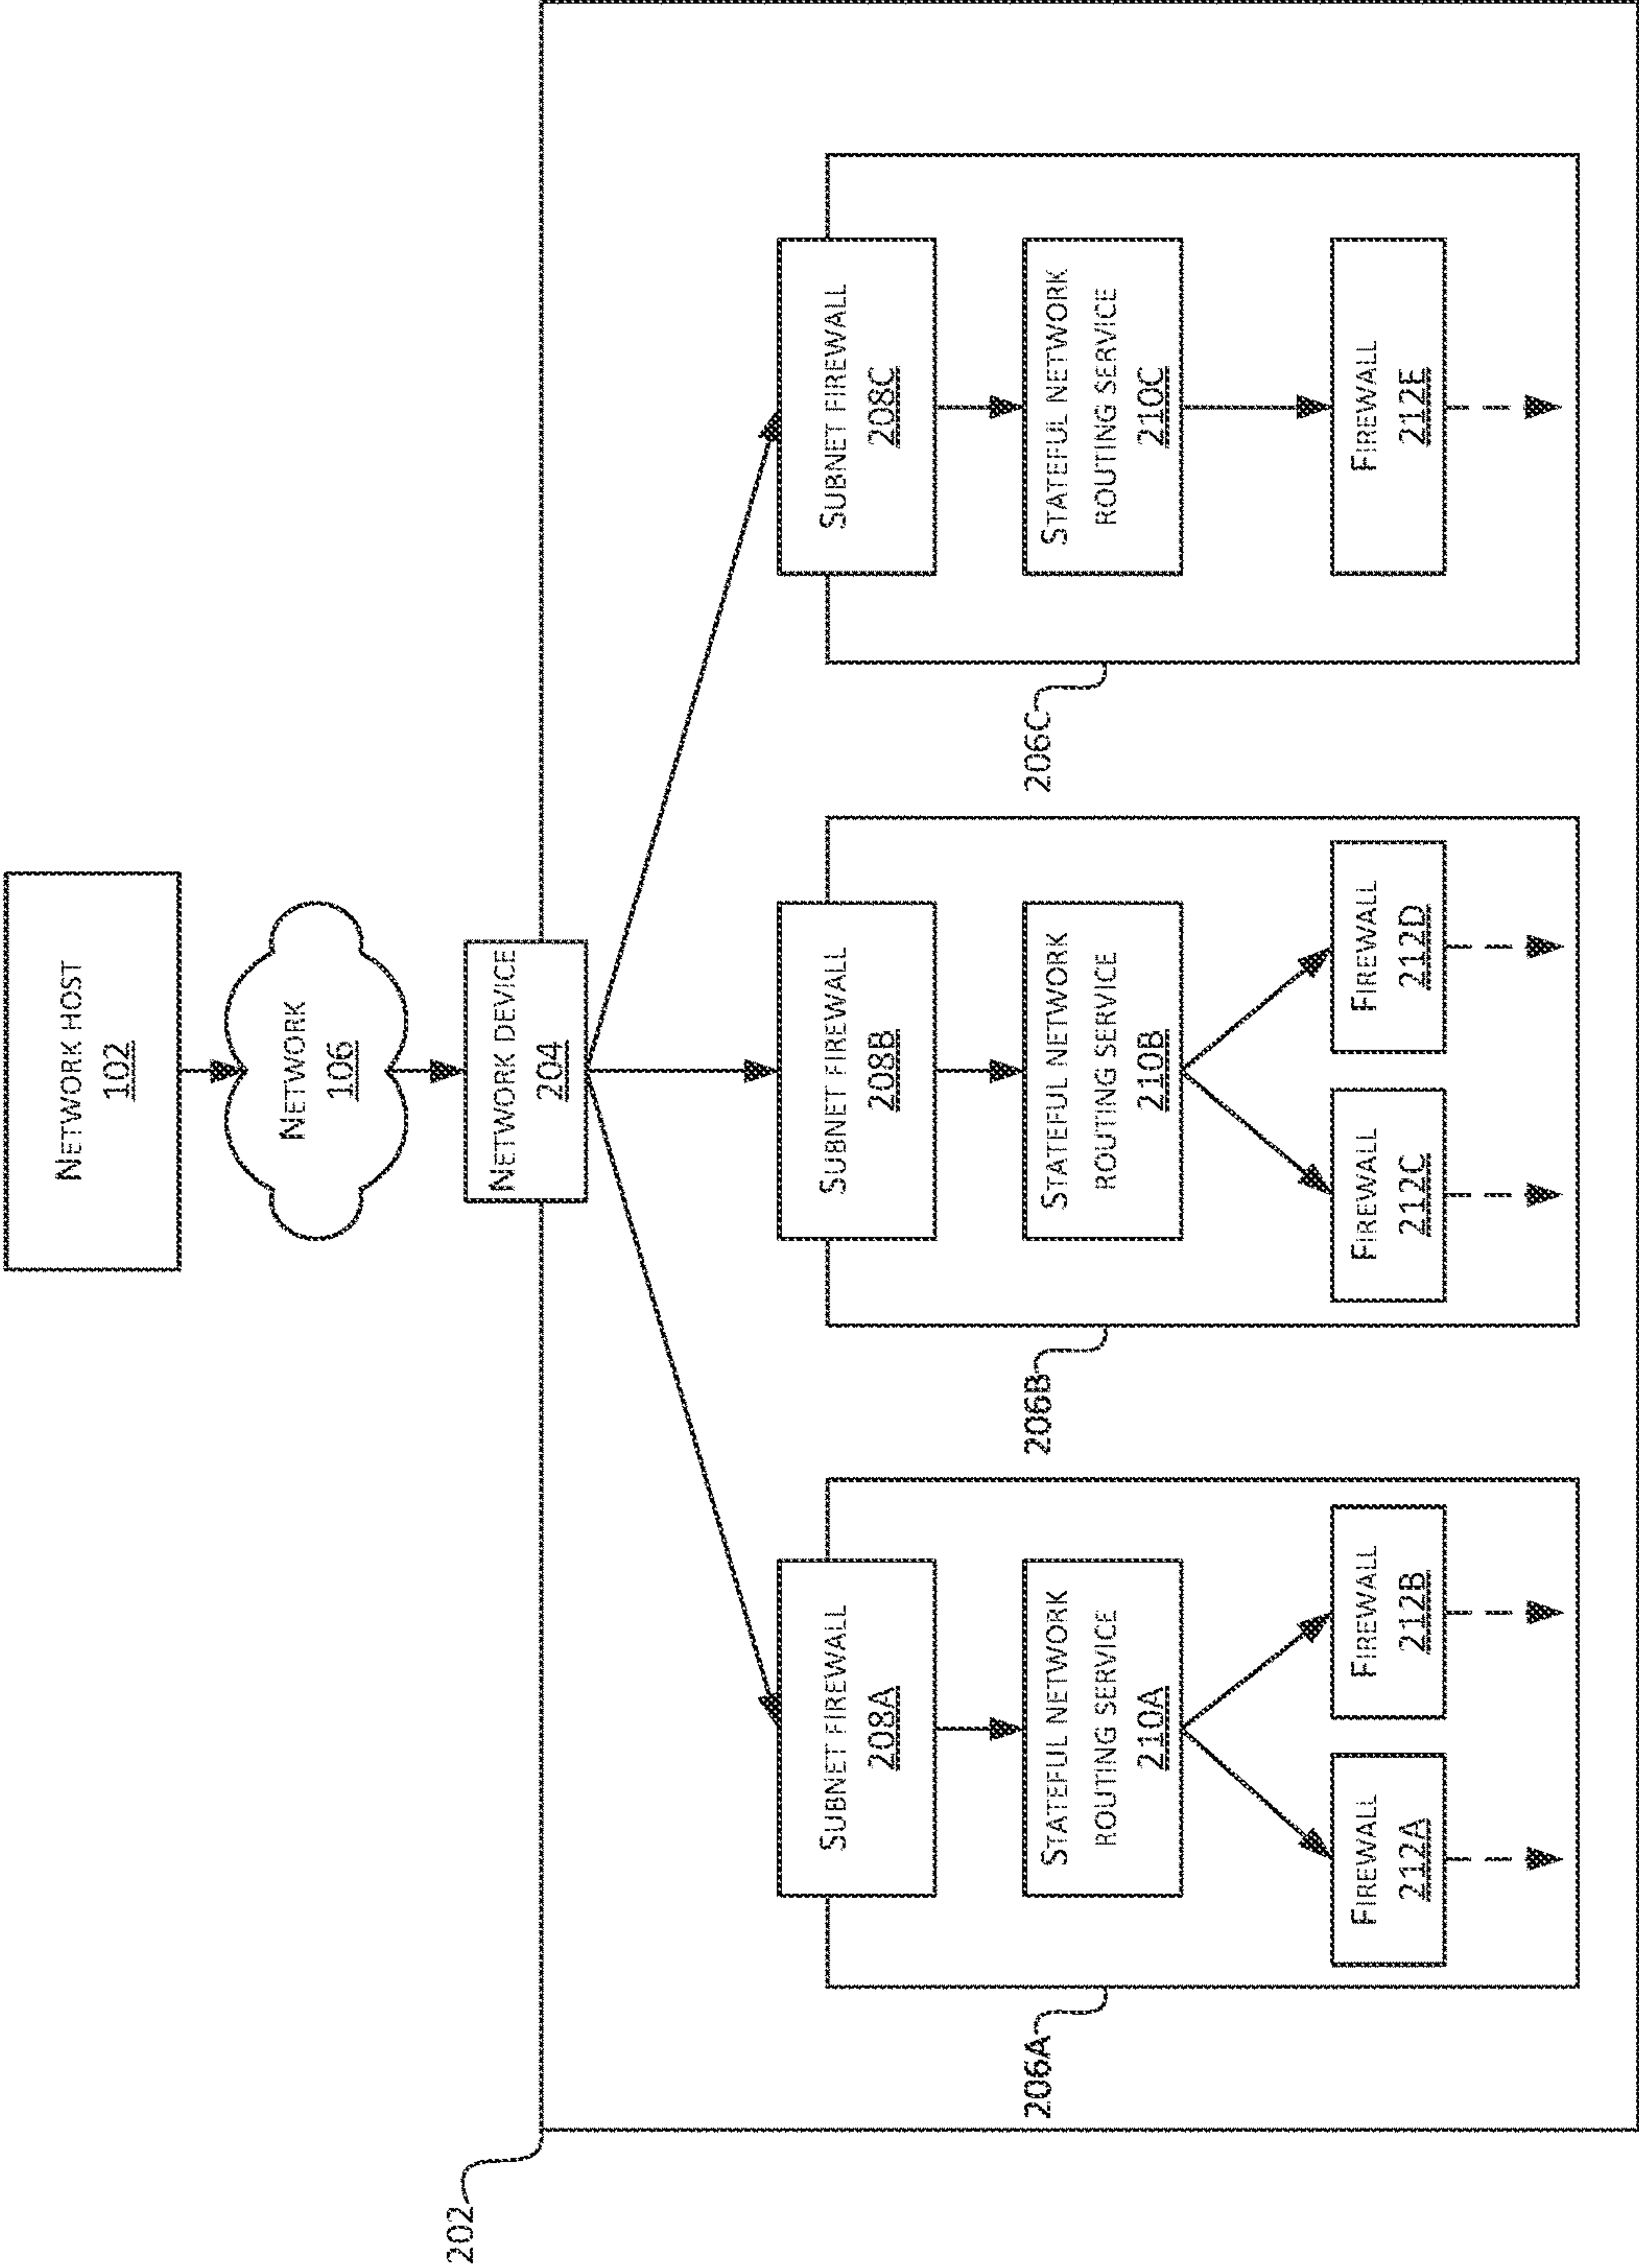 NETWORK HOST
102
NETWORK
106
NETWORK DEVICE
204
202
SUBNET FIREWALL
208A
SUBNET FIREWALL
208B
SUBNET FIREWALL
208C
206A
STATEFUL NETWORK
ROUTING SERVICE
210A
206B
STATEFUL NETWORK
ROUTING SERVICE
210B
206C
STATEFUL NETWORK
ROUTING SERVICE
210C
FIREWALL
212A
FIREWALL
212B
FIREWALL
212C
FIREWALL
212D
FIREWALL
212E